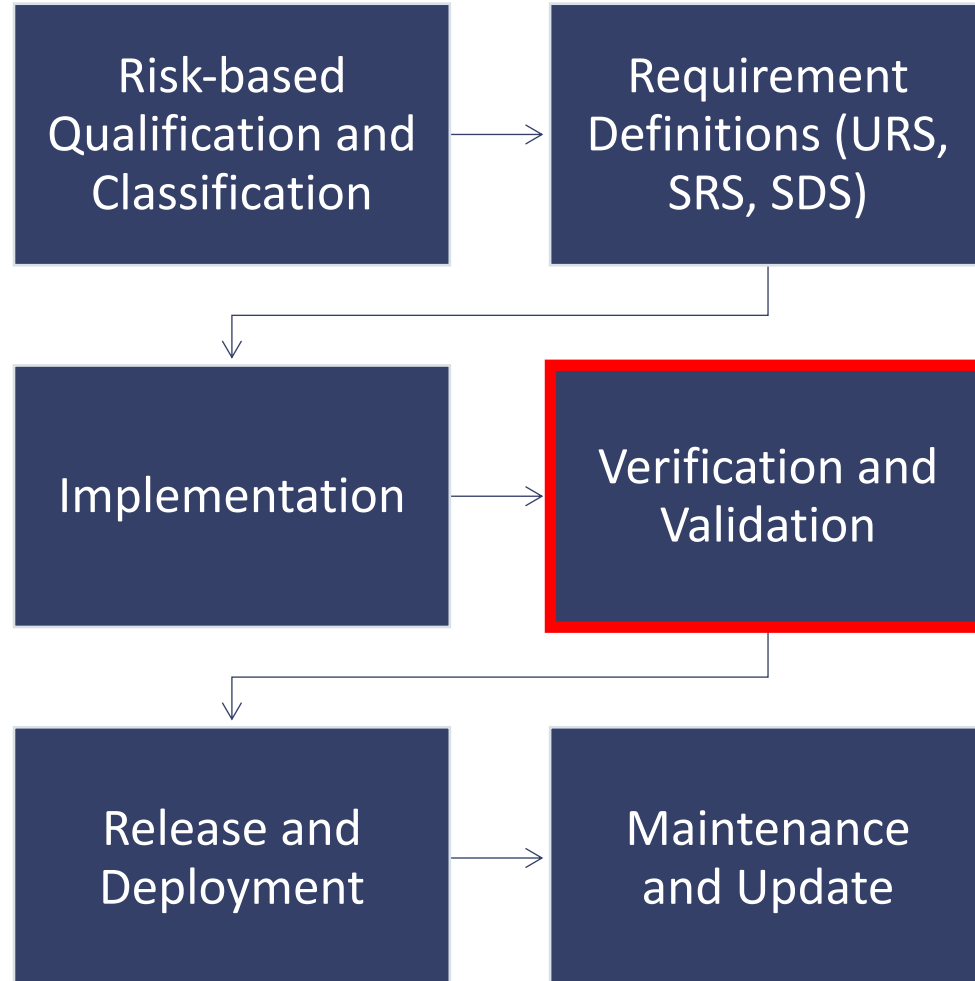 Risk-based
Qualification and
Classification
Requirement
Definitions (URS,
SRS, SDS)
Implementation
Verification and
Validation
Release and
Deployment
Maintenance
and Update